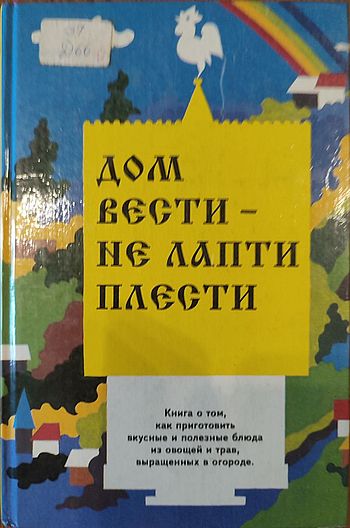 ДОМ
ВЕСТИ –
НЕ ЛАПТИ
ПЛЕСТИ
Книга о том,
как приготовить
вкусные и полезные блюда
из овощей и трав,
выращенных в огороде.